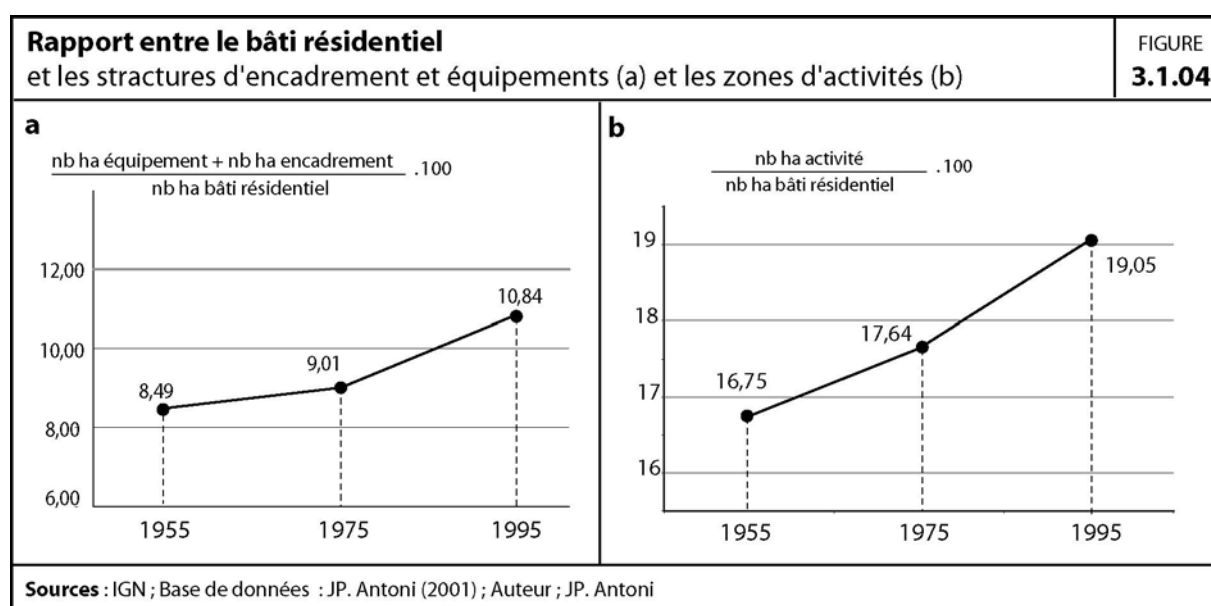 Rapport entre le bâti résidentiel
et les stractures d'encadrement et équipements (a) et les zones d'activités (b)
FIGURE
3.1.04
a
nb ha équipement + nb ha encadrement
nb ha bâti résidentiel
.100
12,00
10,00
8,00
6,00
8,49
9,01
10,84
1955
1975
1995
b
nb ha activité
nb ha bâti résidentiel
.100
19
18
17
16
16,75
17,64
19,05
1955
1975
1995
Sources : IGN ; Base de données : JP. Antoni (2001) ; Auteur ; JP. Antoni